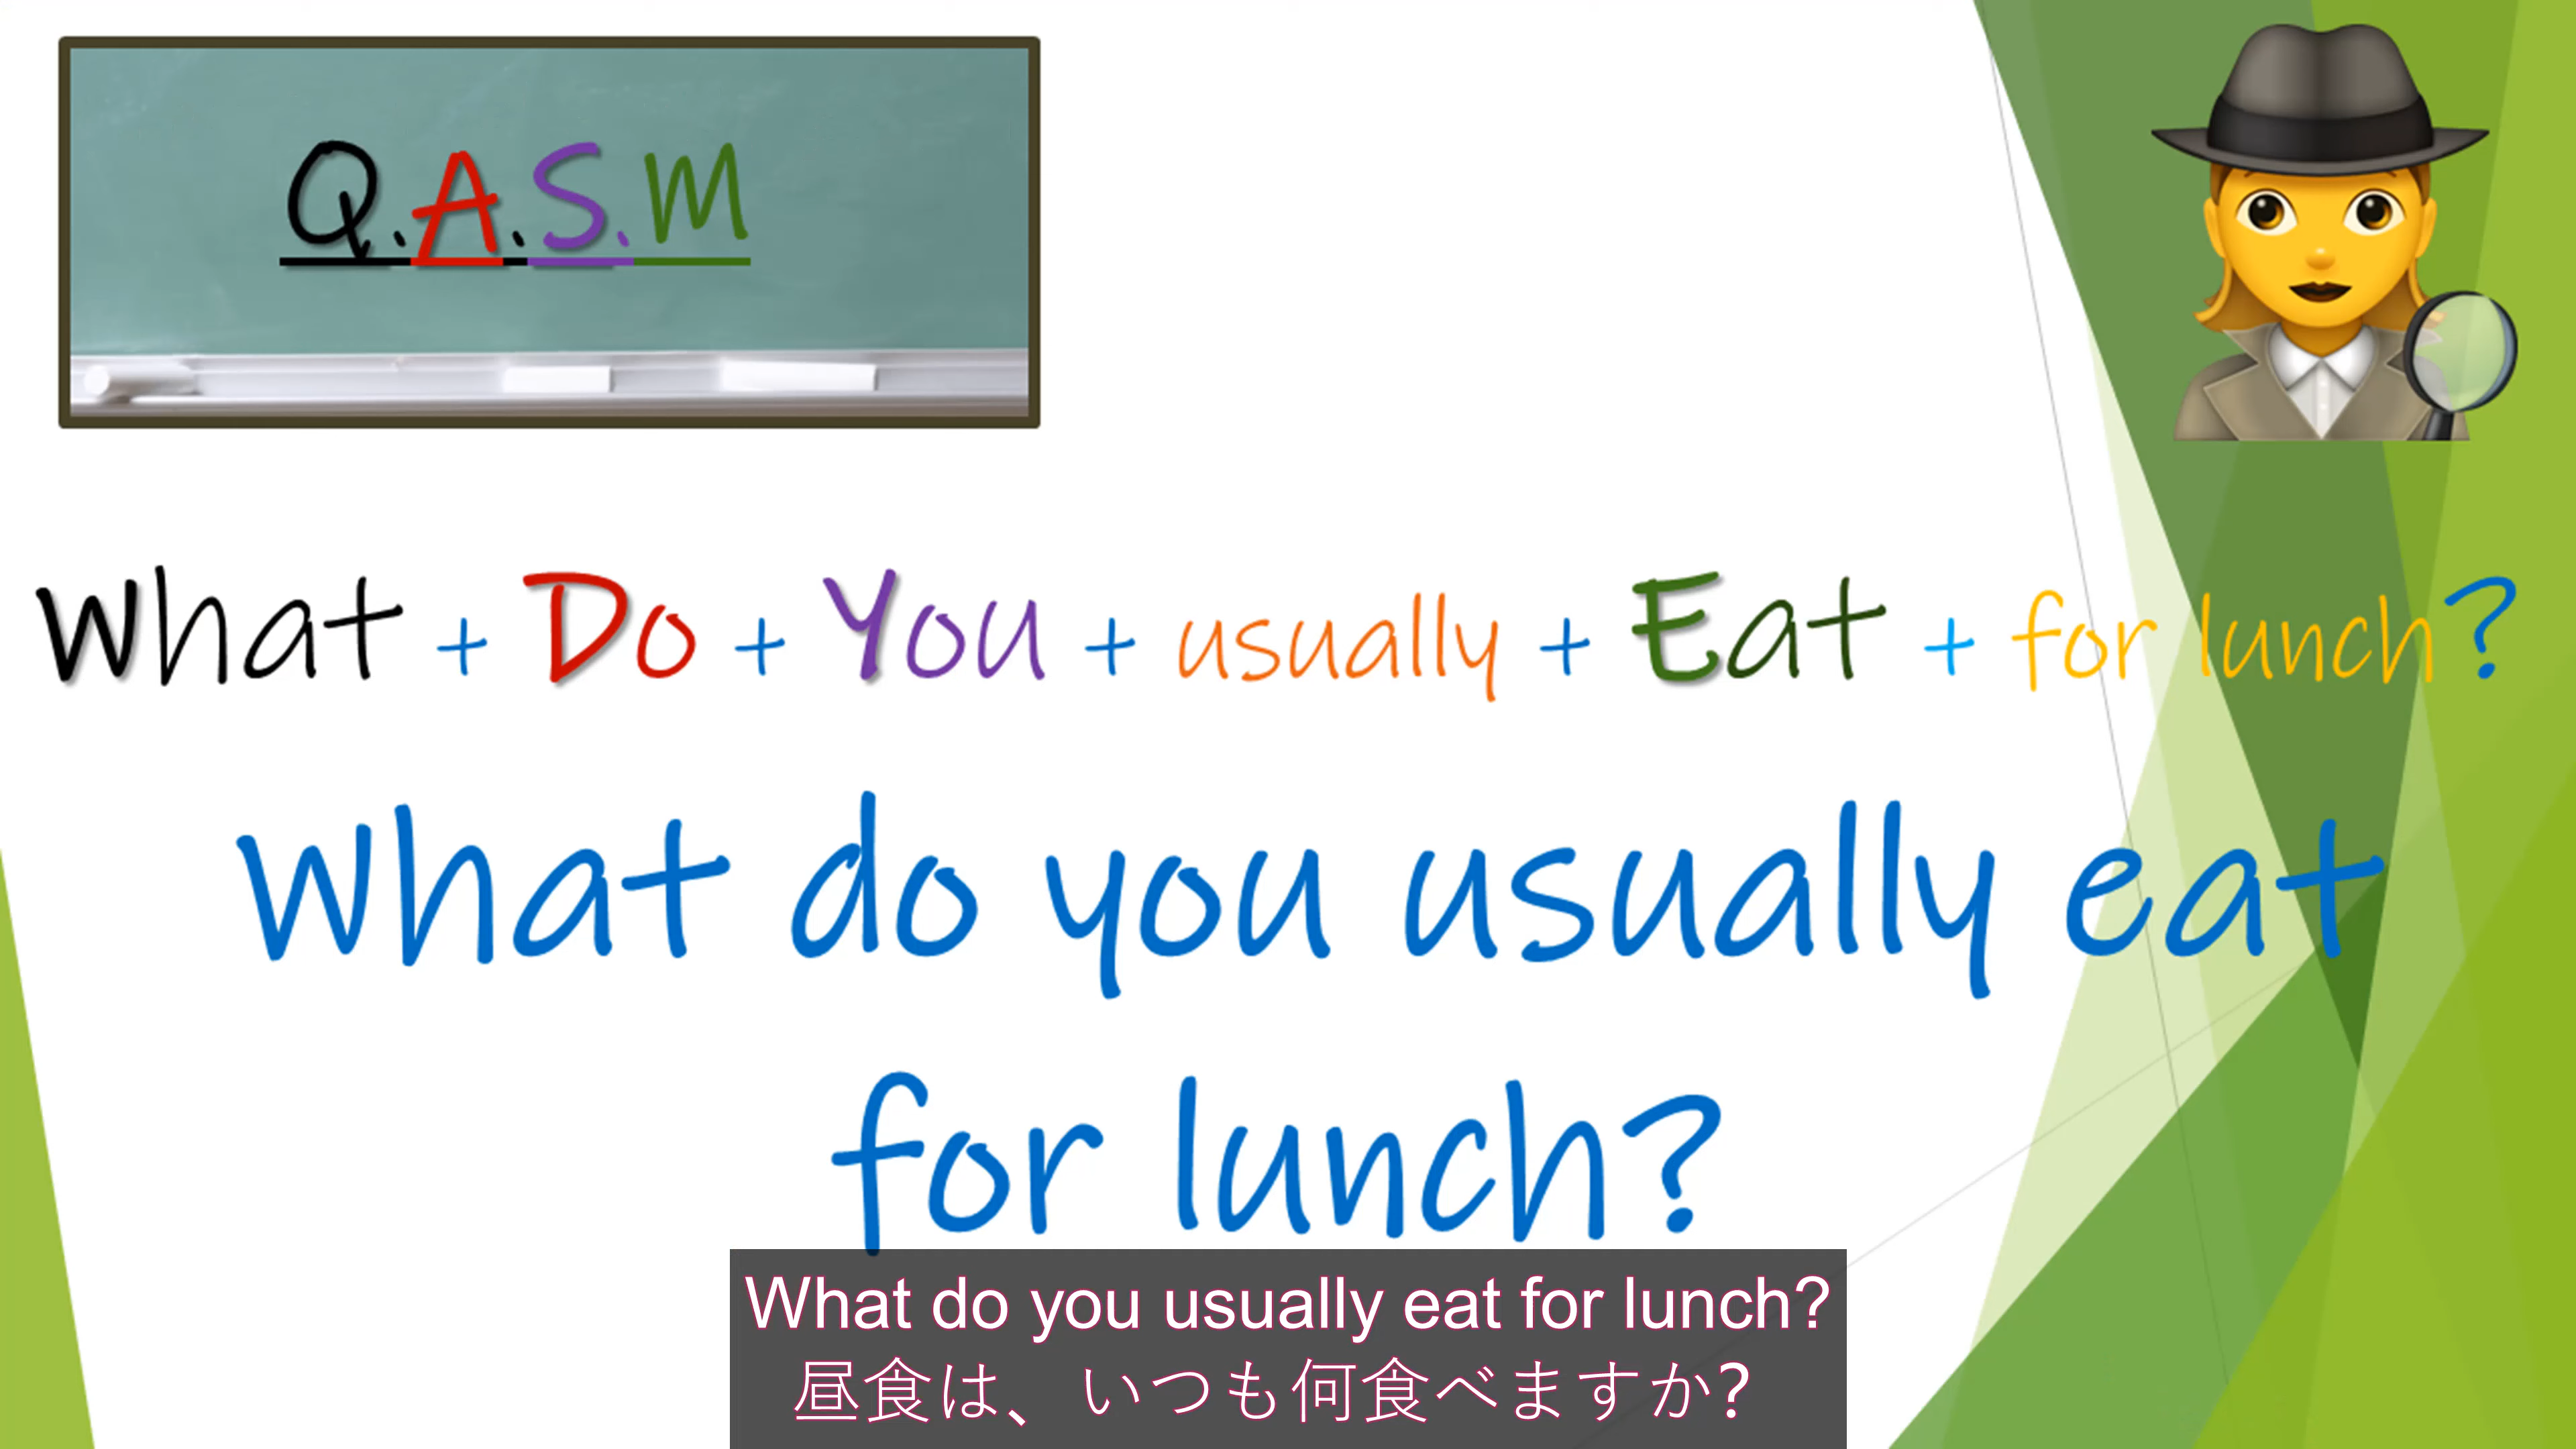 Q.A.S.M
What + Do + You + usually + Eat + for lunch?
What do you usually eat
for lunch?
What do you usually eat for lunch?
昼食は、いつも何食べますか?